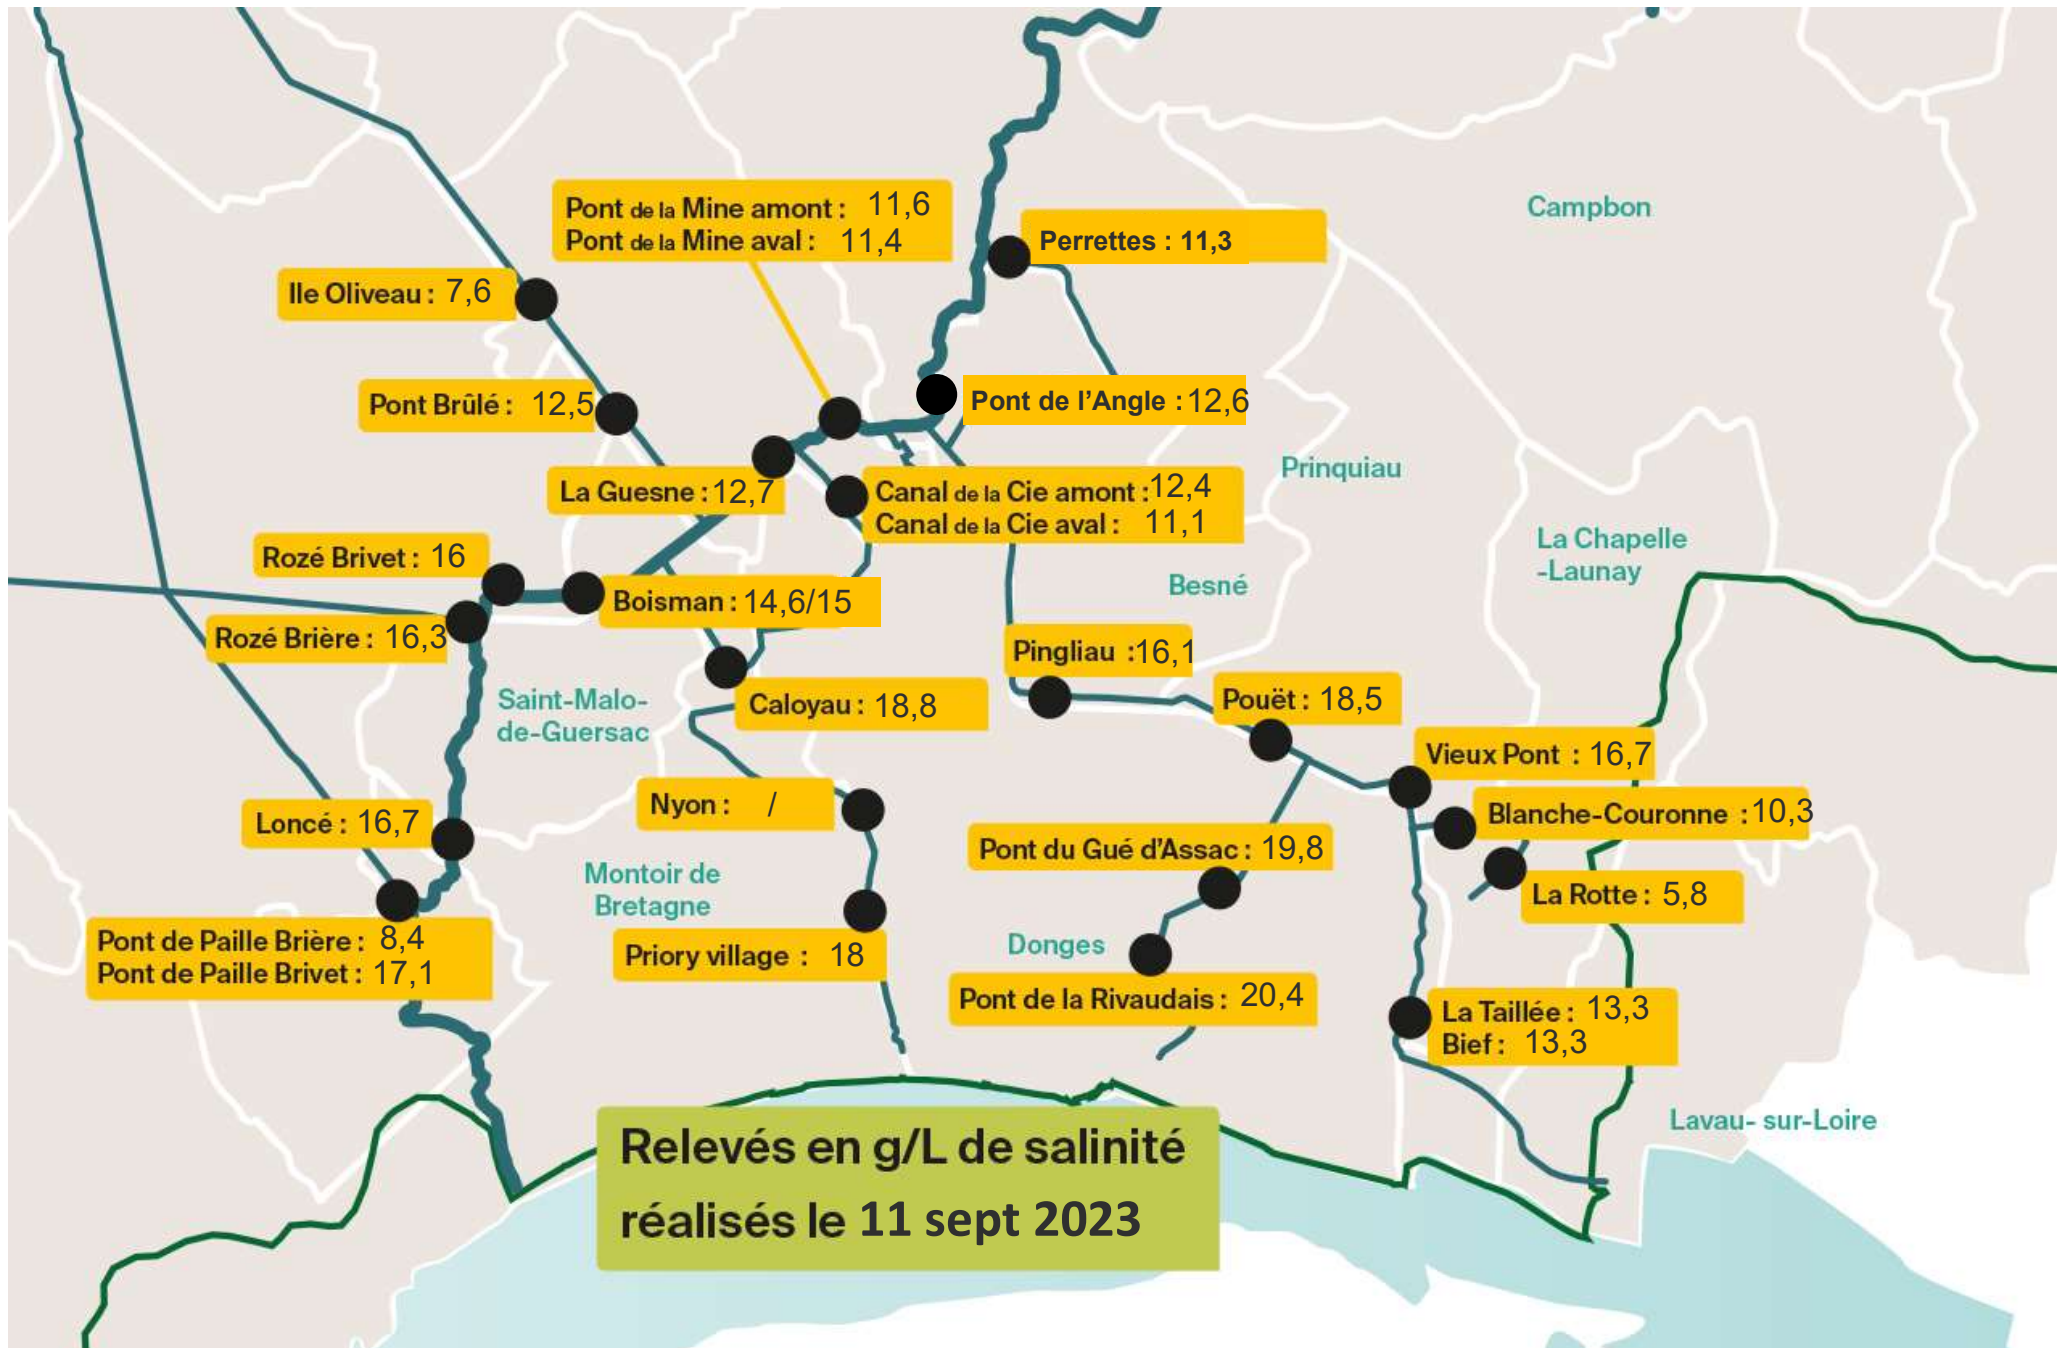 Campbon
Pont de la Mine amont : 11,6
Pont de la Mine aval : 11,4
Perrettes : 11,3
Ile Oliveau : 7,6
Pont Brûlé : 12,5
Pont de l'Angle : 12,6
Prinquiau
La Guesne : 12,7
Canal de la Cie amont : 12,4
Canal de la Cie aval : 11,1
La Chapelle
-Launay
Rozé Brivet : 16
Besné
Boisman : 14,6/15
Rozé Brière : 16,3
Pingliau : 16,1
Saint-Malo-
de-Guersac
Caloyau : 18,8
Pouët : 18,5
Vieux Pont : 16,7
Nyon : /
Blanche-Couronne : 10,3
Loncé : 16,7
Pont du Gué d'Assac : 19,8
Montoir de
Bretagne
La Rotte : 5,8
Pont de Paille Brière : 8,4
Pont de Paille Brivet : 17,1
Priory village : 18
Donges
Pont de la Rivaudais : 20,4
La Taillée : 13,3
Bief : 13,3
Lavau- sur-Loire
Relevés en g/L de salinité
réalisés le 11 sept 2023